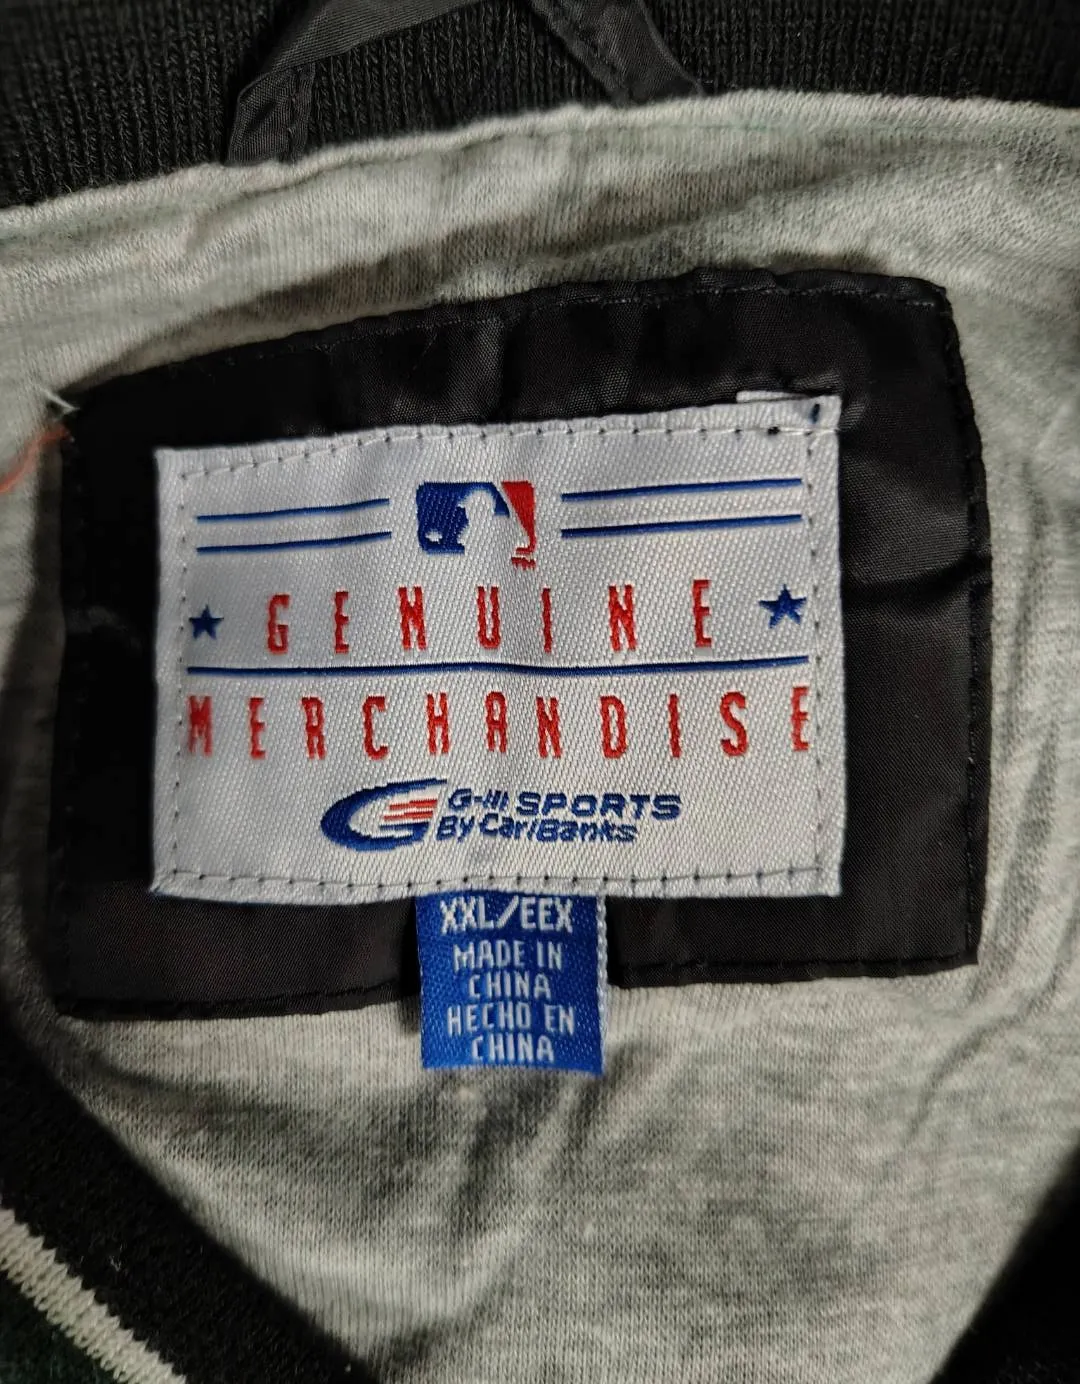 GENUINE
MERCHANDISE
G-III SPORTS
By Carl Banks
XXL/EEX
MADE IN
CHINA
HECHO EN
CHINA